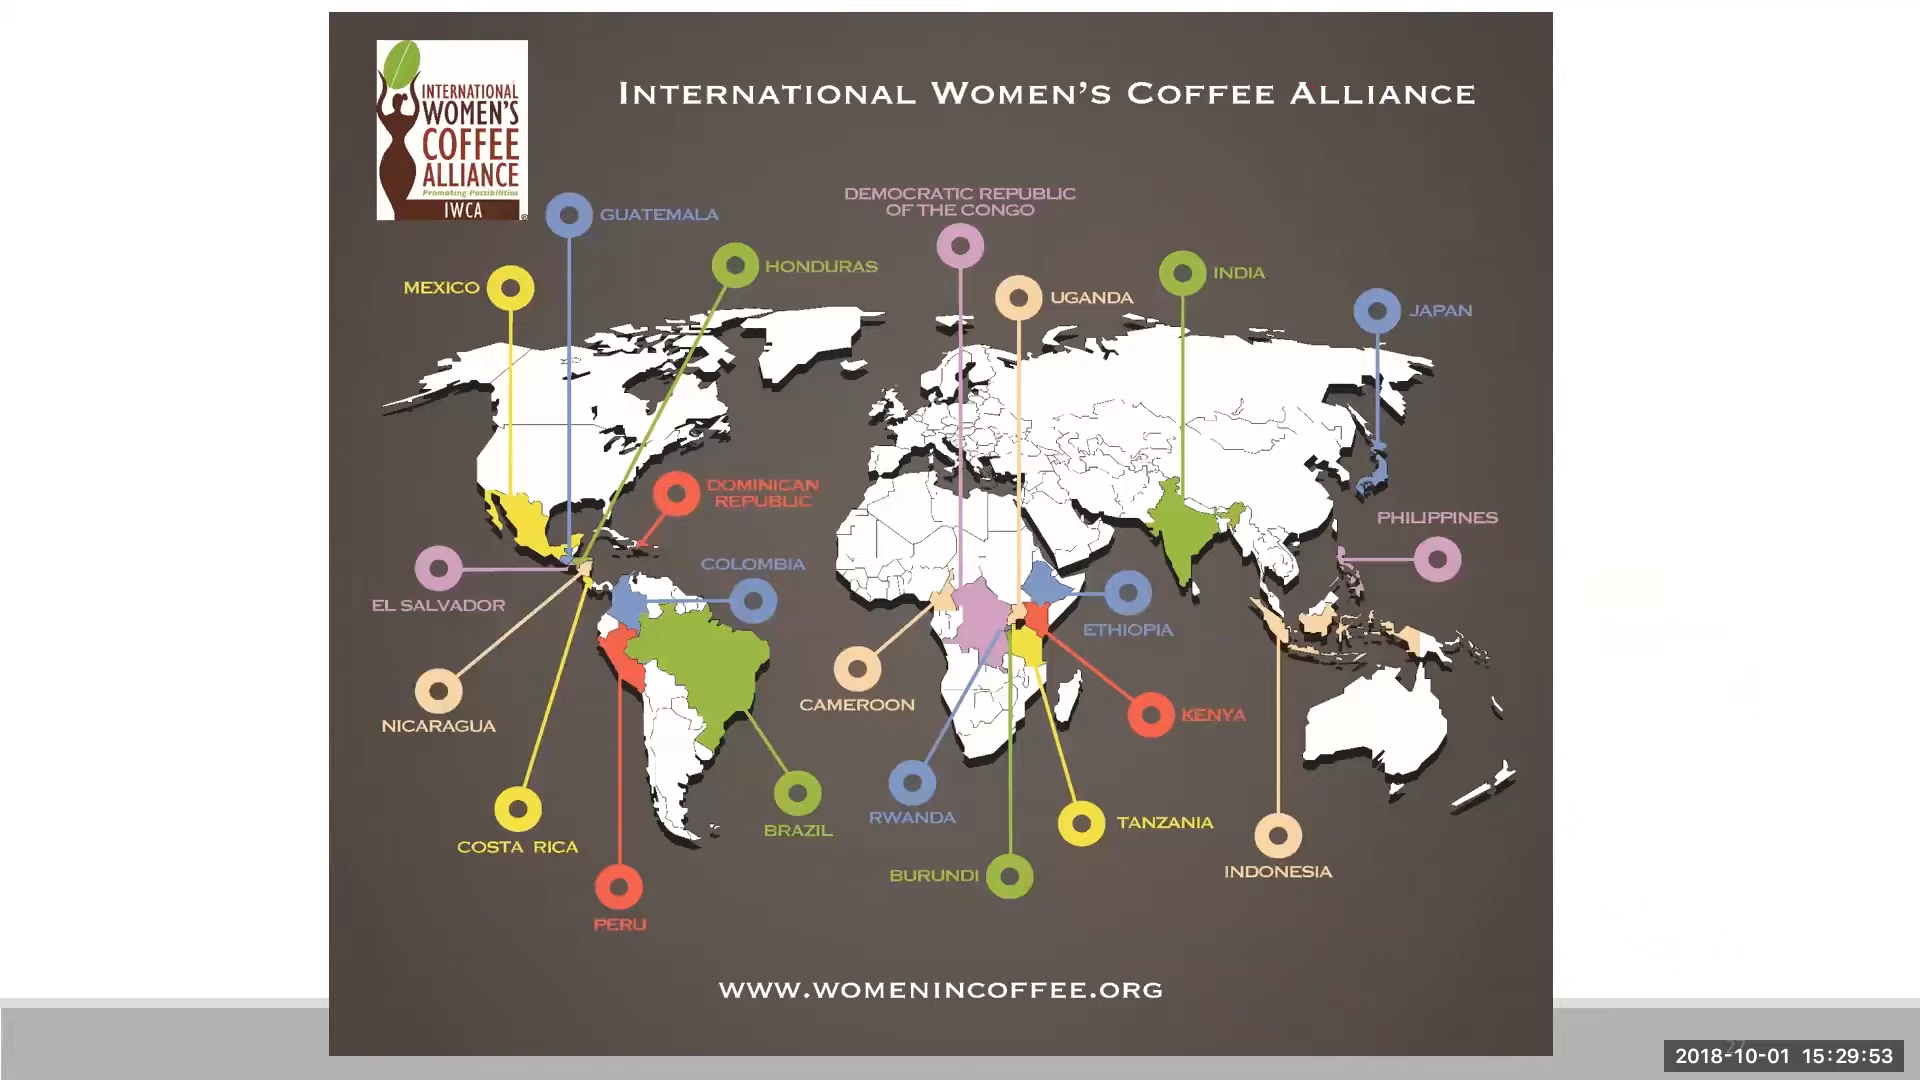 INTERNATIONAL
WOMEN'S
COFFEE
ALLIANCE
Promoting Possibilities
IWCA
INTERNATIONAL WOMEN'S COFFEE ALLIANCE
DEMOCRATIC REPUBLIC
OF THE CONGO
GUATEMALA
HONDURAS
INDIA
MEXICO
UGANDA
JAPAN
DOMINICAN
REPUBLIC
PHILIPPINES
COLOMBIA
EL SALVADOR
ETHIOPIA
CAMEROON
KENYA
NICARAGUA
RWANDA
TANZANIA
BRAZIL
COSTA RICA
INDONESIA
BURUNDI
PERU
WWW.WOMENINCOFFEE.ORG
2018-10-01 15:29:53